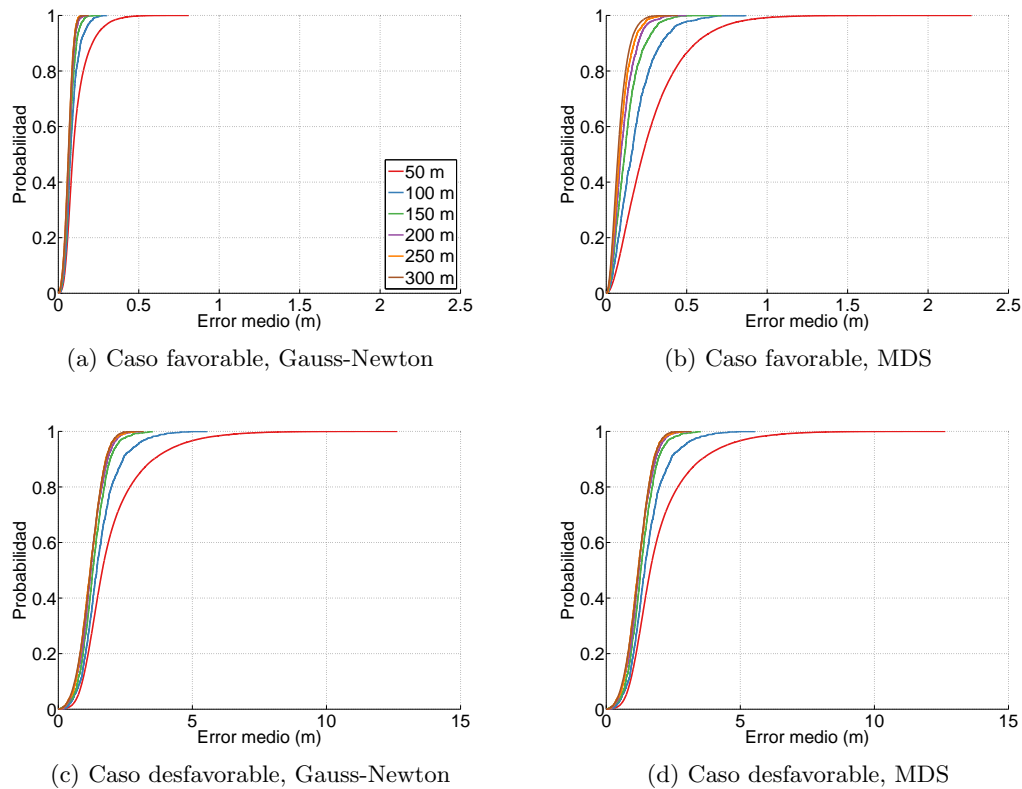 1
0.8
0.6
0.4
0.2
0
Probabilidad
0 0.5 1 1.5 2 2.5
Error medio (m)
50 m
100 m
150 m
200 m
250 m
300 m
(a) Caso favorable, Gauss-Newton
1
0.8
0.6
0.4
0.2
0
Probabilidad
0 0.5 1 1.5 2 2.5
Error medio (m)
(b) Caso favorable, MDS
1
0.8
0.6
0.4
0.2
0
Probabilidad
0 5 10 15
Error medio (m)
(c) Caso desfavorable, Gauss-Newton
1
0.8
0.6
0.4
0.2
0
Probabilidad
0 5 10 15
Error medio (m)
(d) Caso desfavorable, MDS